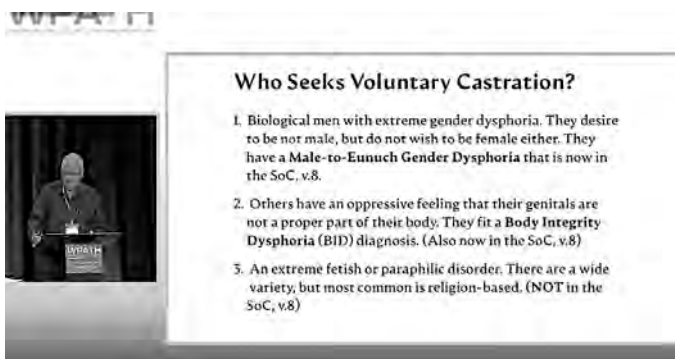 WPATH
Who Seeks Voluntary Castration?
1. Biological men with extreme gender dysphoria. They desire
to be not male, but do not wish to be female either. They
have a Male-to-Eunuch Gender Dysphoria that is now in
the SoC, v.8.
2. Others have an oppressive feeling that their genitals are
not a proper part of their body. They fit a Body Integrity
Dysphoria (BID) diagnosis. (Also now in the SoC, v.8)
3. An extreme fetish or paraphilic disorder. There are a wide
variety, but most common is religion-based. (NOT in the
SoC, v.8)
WPATH